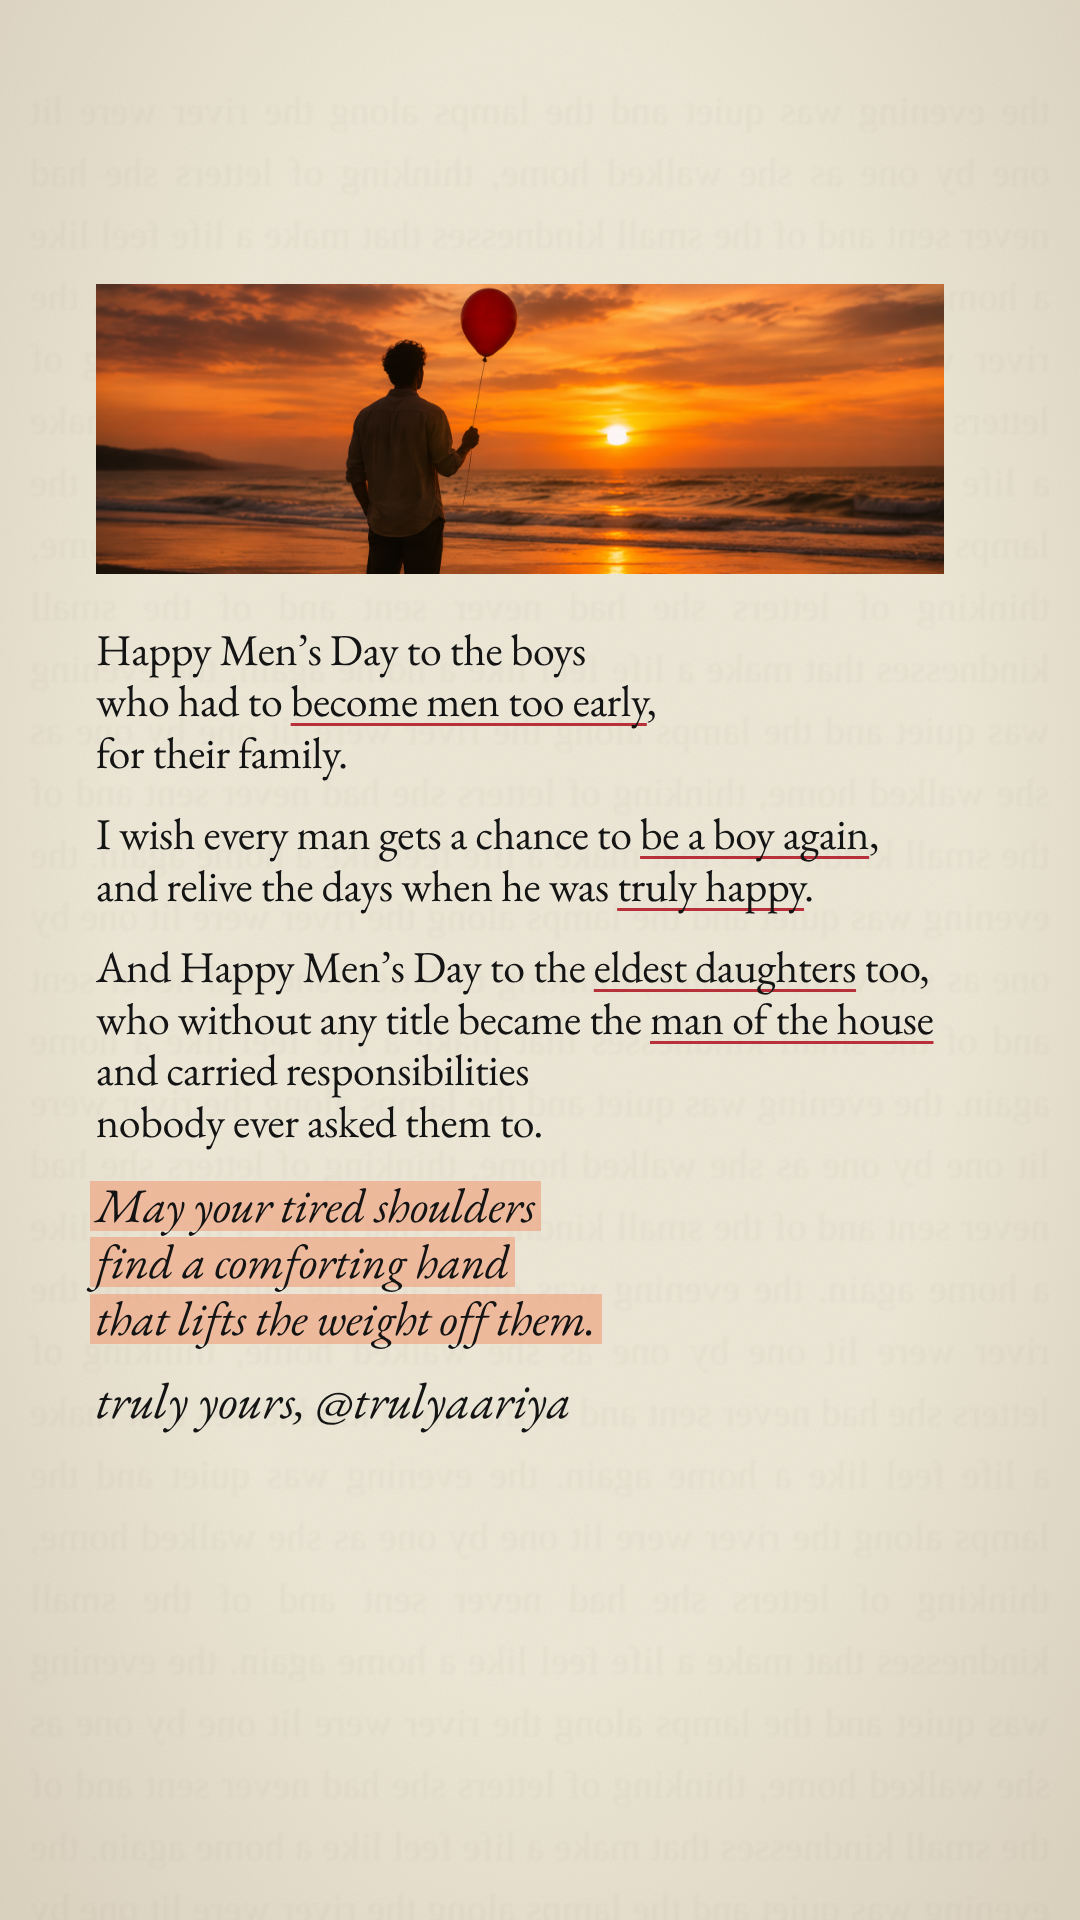 Happy Men’s Day to the boys
who had to become men too early,
for their family.
I wish every man gets a chance to be a boy again,
and relive the days when he was truly happy.
And Happy Men’s Day to the eldest daughters too,
who without any title became the man of the house
and carried responsibilities
nobody ever asked them to.
May your tired shoulders
find a comforting hand
that lifts the weight off them.
truly yours, @trulyaariya